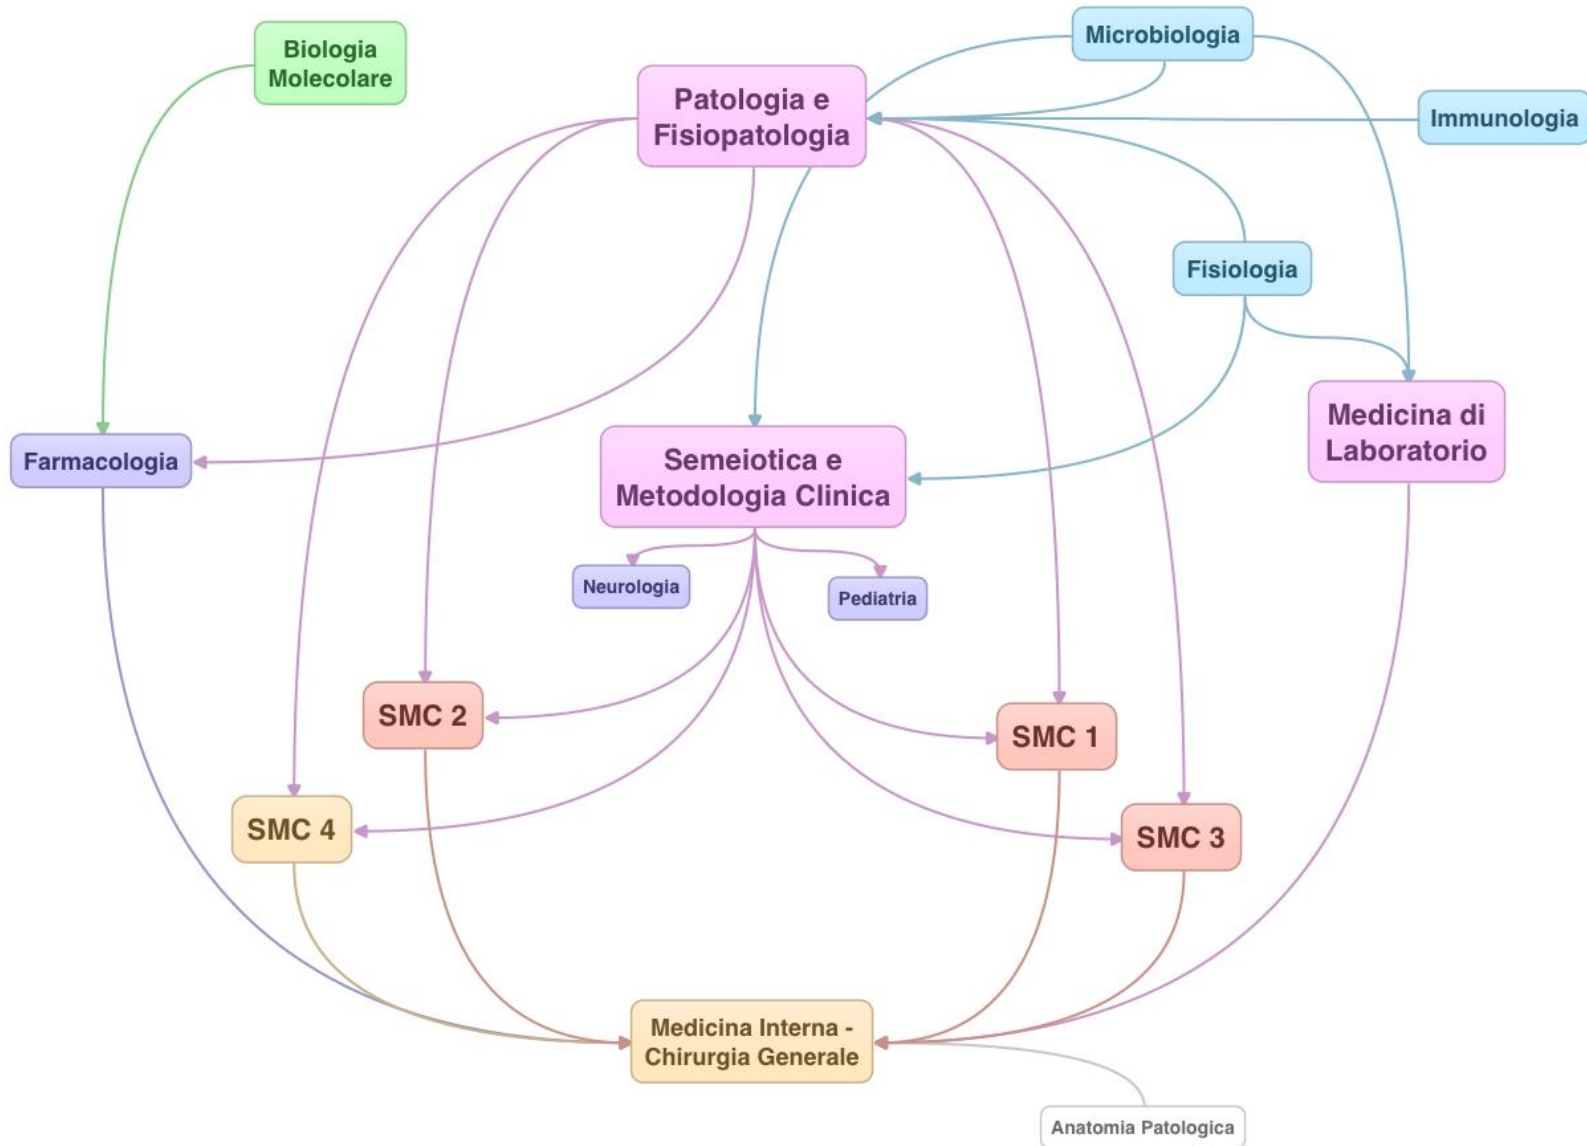 Biologia
Molecolare
Microbiologia
Patologia e
Fisiopatologia
Immunologia
Fisiologia
Medicina di
Laboratorio
Farmacologia
Semeiotica e
Metodologia Clinica
Neurologia
Pediatria
SMC 2
SMC 1
SMC 4
SMC 3
Medicina Interna -
Chirurgia Generale
Anatomia Patologica